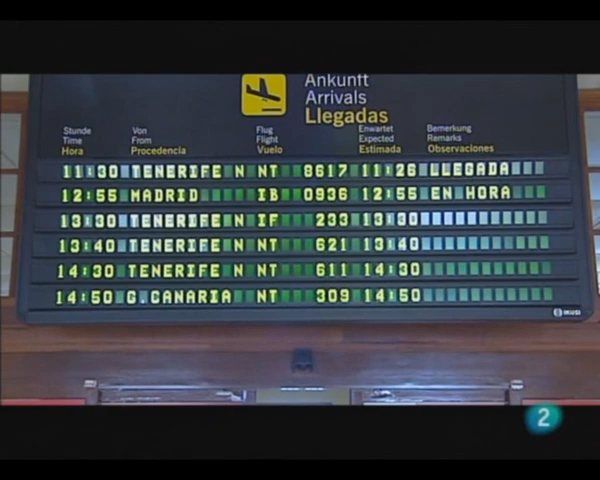 Ankunft
Arrivals
Llegadas
Stunde Von Flug Enwartet Bemerkung
Time From Flight Expected Remarks
Hora Procedencia Vuelo Estimada Observaciones
11:30 TENERIFE N NT 8617 11:26 LLEGADA
12:55 MADRID IB 0936 12:55 EN HORA
13:30 TENERIFE N IF 233 13:30
13:40 TENERIFE N NT 621 13:40
14:30 TENERIFE N NT 611 14:30
14:50 G.CANARIA NT 309 14:50
IKUSI
2